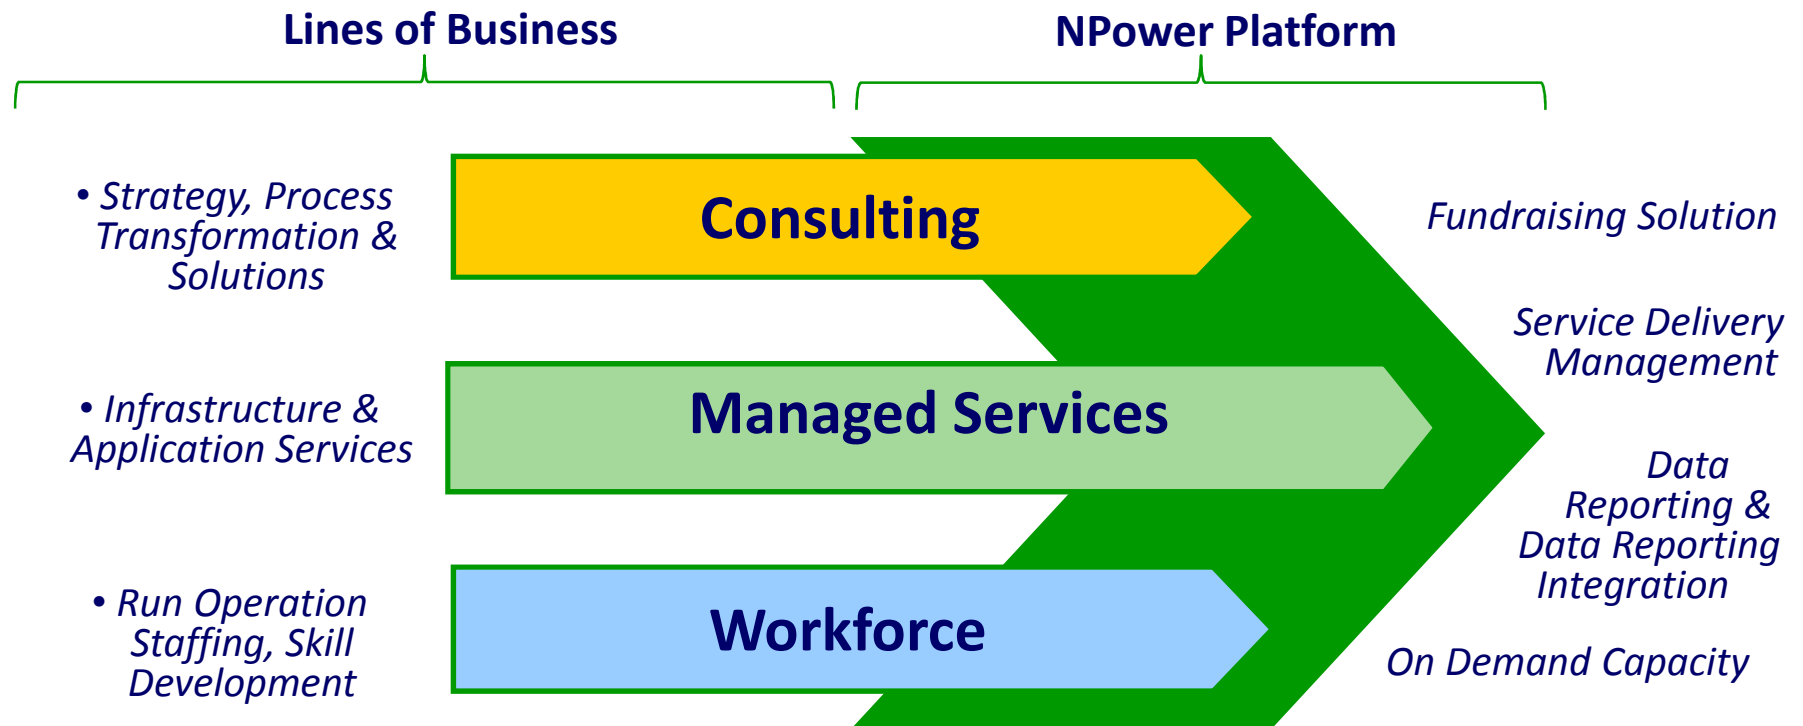 Lines of Business
NPower Platform
• Strategy, Process
Transformation &
Solutions
Consulting
Fundraising Solution
Service Delivery
Management
• Infrastructure &
Application Services
Managed Services
Data
Reporting &
Data Reporting
Integration
• Run Operation
Staffing, Skill
Development
Workforce
On Demand Capacity